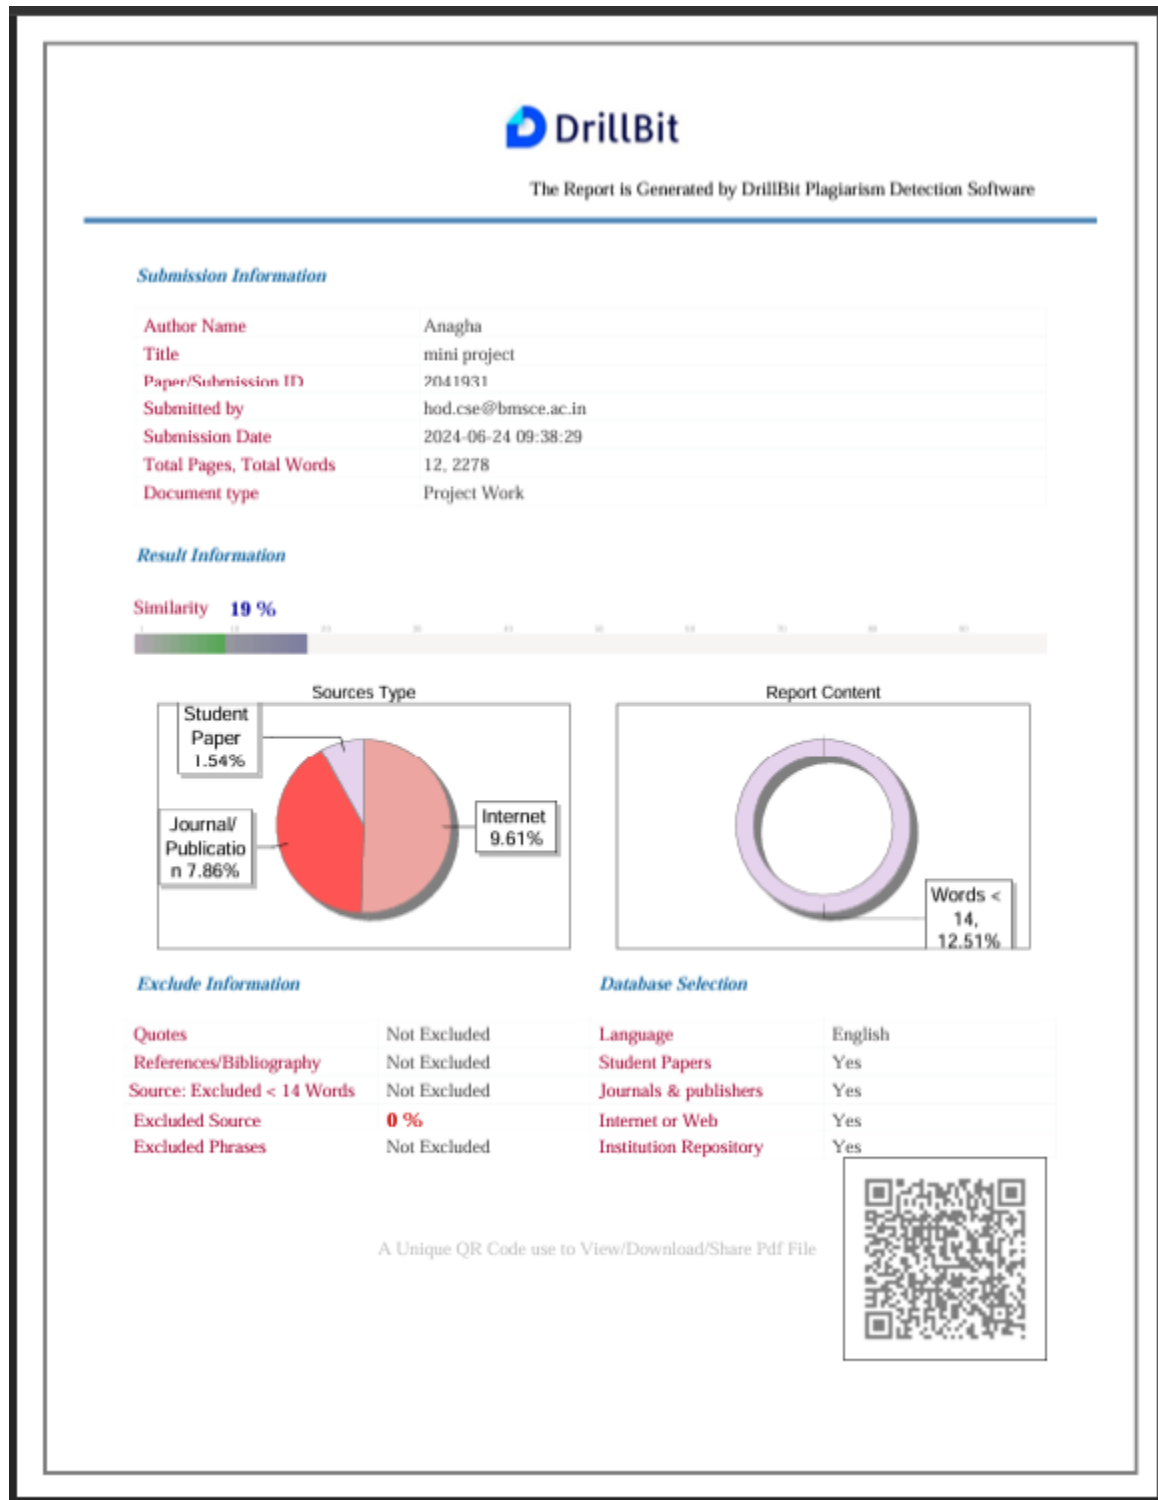 DrillBit
The Report is Generated by DrillBit Plagiarism Detection Software
Submission Information
Author Name Anagha
Title mini project
Paper/Submission ID 2041931
Submitted by hod.cse@bmsce.ac.in
Submission Date 2024-06-24 09:38:29
Total Pages, Total Words 12, 2278
Document type Project Work
Result Information
Similarity 19 %
Sources Type
Student
Paper
1.54%
Journal/
Publicatio
n 7.86%
Internet
9.61%
Report Content
Words <
14,
12.51%
Exclude Information
Quotes Not Excluded
References/Bibliography Not Excluded
Source: Excluded < 14 Words Not Excluded
Excluded Source 0 %
Excluded Phrases Not Excluded
Database Selection
Language English
Student Papers Yes
Journals & publishers Yes
Internet or Web Yes
Institution Repository Yes
A Unique QR Code use to View/Download/Share Pdf File